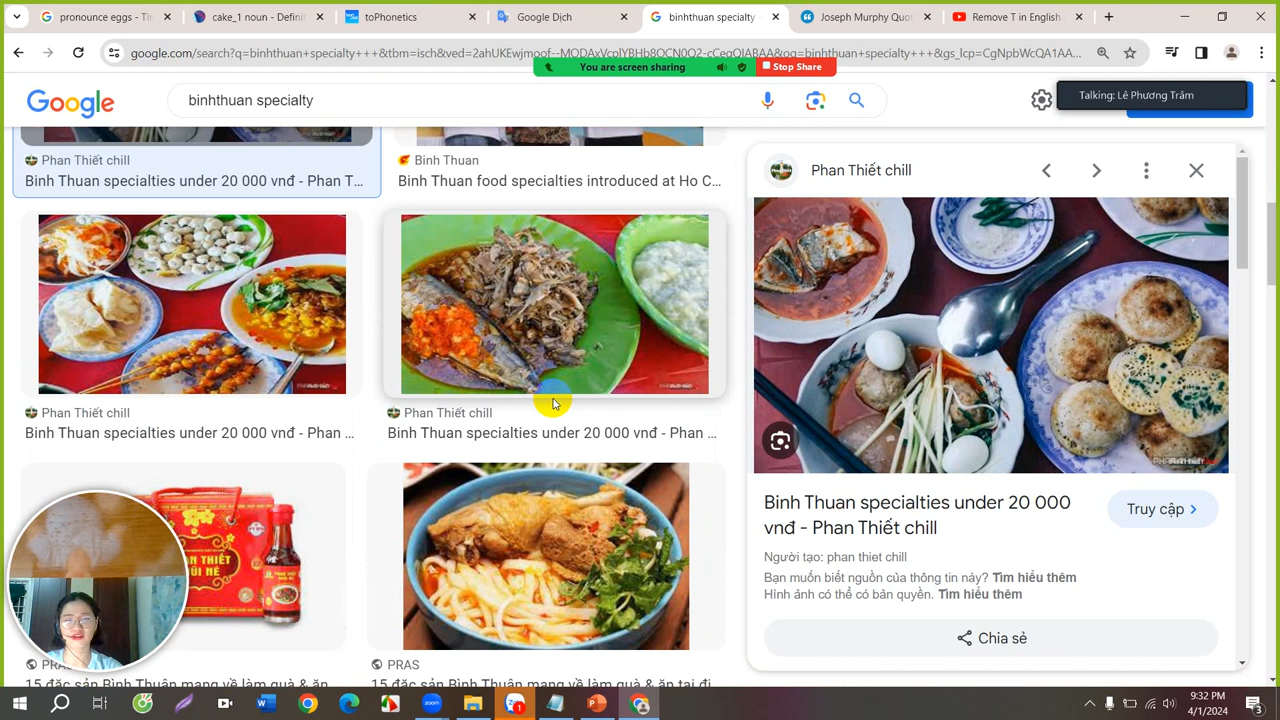 pronounce eggs - Tìm
cake_1 noun - Definit
toPhonetics
Google Dịch
binhthuan specialty -
Joseph Murphy Quot
Remove T in English
google.com/search?q=binhthuan+specialty+++&tbm=isch&ved=2ahUKEwjmoof--MODAxVcplYBHb8QCN0Q2-cCegQIABAA&oq=binhthuan+specialty+++&gs_lcp=CgNpbWcQA1AA...
You are screen sharing
Stop Share
Google
binhthuan specialty
Talking: Lê Phương Trâm
Phan Thiết chill
Binh Thuan specialties under 20 000 vnđ - Phan T...
Binh Thuan
Binh Thuan food specialties introduced at Ho C...
Phan Thiết chill
Phan Thiết chill
Binh Thuan specialties under 20 000 vnđ - Phan ...
Phan Thiết chill
Binh Thuan specialties under 20 000 vnđ - Phan ...
PHAN THIẾT
MŨI NÉ
PRAS
15 đặc sản Bình Thuận mang về làm quà & ăn tại đi
Binh Thuan specialties under 20 000
vnđ - Phan Thiết chill
Truy cập
Người tạo: phan thiet chill
Bạn muốn biết nguồn của thông tin này? Tìm hiểu thêm
Hình ảnh có thể có bản quyền. Tìm hiểu thêm
Chia sẻ
zoom
9:32 PM
4/1/2024